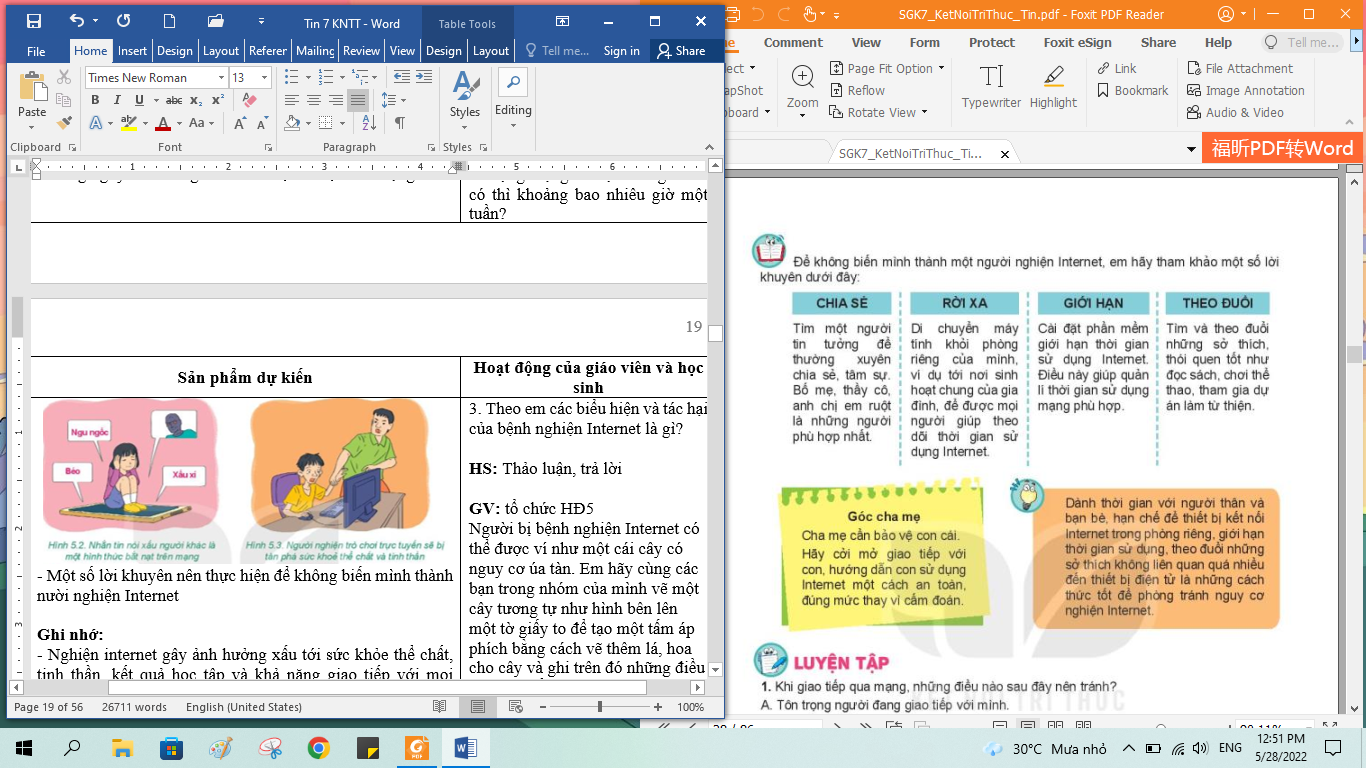 Tin 7 KNTT - Word
Table Tools
File
Home
Insert
Design
Layout
Referer
Mailing
Review
View
Design
Layout
Tell me...
Sign in
Share
Paste
Times New Roman
13
Styles
Editing
Clipboard
Font
Paragraph
Styles
có thì khoảng bao nhiêu giờ một
tuần?
19
Sản phẩm dự kiến
Hoạt động của giáo viên và học
sinh
Ngu ngốc
Béo
Xấu xí
Hình 5.2. Nhắn tin nói xấu người khác là
một hình thức bắt nạt trên mạng
Hình 5.3. Người nghiện trò chơi trực tuyến sẽ bị
tàn phá sức khoẻ thể chất và tinh thần
- Một số lời khuyên nên thực hiện để không biến mình thành
nười nghiện Internet
Ghi nhớ:
- Nghiện internet gây ảnh hưởng xấu tới sức khỏe thể chất,
tinh thần, kết quả học tập và khả năng giao tiếp với mọi
3. Theo em các biểu hiện và tác hại
của bệnh nghiện Internet là gì?
HS: Thảo luận, trả lời
GV: tổ chức HĐ5
Người bị bệnh nghiện Internet có
thể được ví như một cái cây có
nguy cơ úa tàn. Em hãy cùng các
bạn trong nhóm của mình vẽ một
cây tương tự như hình bên lên
một tờ giấy to để tạo một tấm áp
phích bằng cách vẽ thêm lá, hoa
cho cây và ghi trên đó những điều
Page 19 of 56
26711 words
English (United States)
100%
SGK7_KetNoiTriThuc_Tin.pdf - Foxit PDF Reader
Comment
View
Form
Protect
Foxit eSign
Share
Help
Tell me...
Zoom
Page Fit Option
Reflow
Rotate View
Typewriter
Highlight
Link
Bookmark
File Attachment
Image Annotation
Audio & Video
SGK7_KetNoiTriThuc_Ti...
福昕PDF转Word
Để không biến mình thành một người nghiện Internet, em hãy tham khảo một số lời
khuyên dưới đây:
CHIA SẺ
Tìm một người
tin tưởng để
thường xuyên
chia sẻ, tâm sự.
Bố mẹ, thầy cô,
anh chị em ruột
là những người
phù hợp nhất.
RỜI XA
Di chuyển máy
tính khỏi phòng
riêng của mình,
ví dụ tới nơi sinh
hoạt chung của gia
đình, để được mọi
người giúp theo
dõi thời gian sử
dụng Internet.
GIỚI HẠN
Cài đặt phần mềm
giới hạn thời gian
sử dụng Internet.
Điều này giúp quản
lí thời gian sử dụng
mạng phù hợp.
THEO ĐUỔI
Tìm và theo đuổi
những sở thích,
thói quen tốt như
đọc sách, chơi thể
thao, tham gia dự
án làm từ thiện.
Góc cha mẹ
Cha mẹ cần bảo vệ con cái.
Hãy cởi mở giao tiếp với
con, hướng dẫn con sử dụng
Internet một cách an toàn,
đúng mức thay vì cấm đoán.
Dành thời gian với người thân và
bạn bè, hạn chế để thiết bị kết nối
Internet trong phòng riêng, giới hạn
thời gian sử dụng, theo đuổi những
sở thích không liên quan quá nhiều
đến thiết bị điện tử là những cách
thức tốt để phòng tránh nguy cơ
nghiện Internet.
LUYỆN TẬP
1. Khi giao tiếp qua mạng, những điều nào sau đây nên tránh?
A. Tôn trọng người đang giao tiếp với mình.
30°C Mưa nhỏ
ENG
12:51 PM
5/28/2022